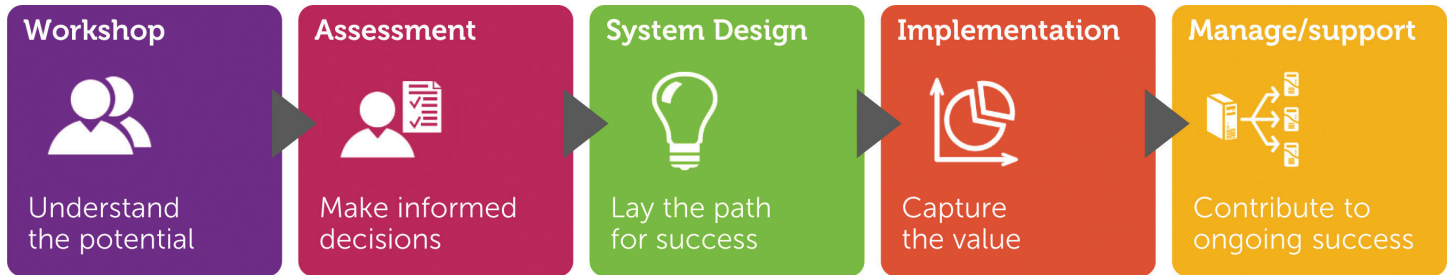 Workshop
Understand
the potential
Assessment
Make informed
decisions
System Design
Lay the path
for success
Implementation
Capture
the value
Manage/support
Contribute to
ongoing success